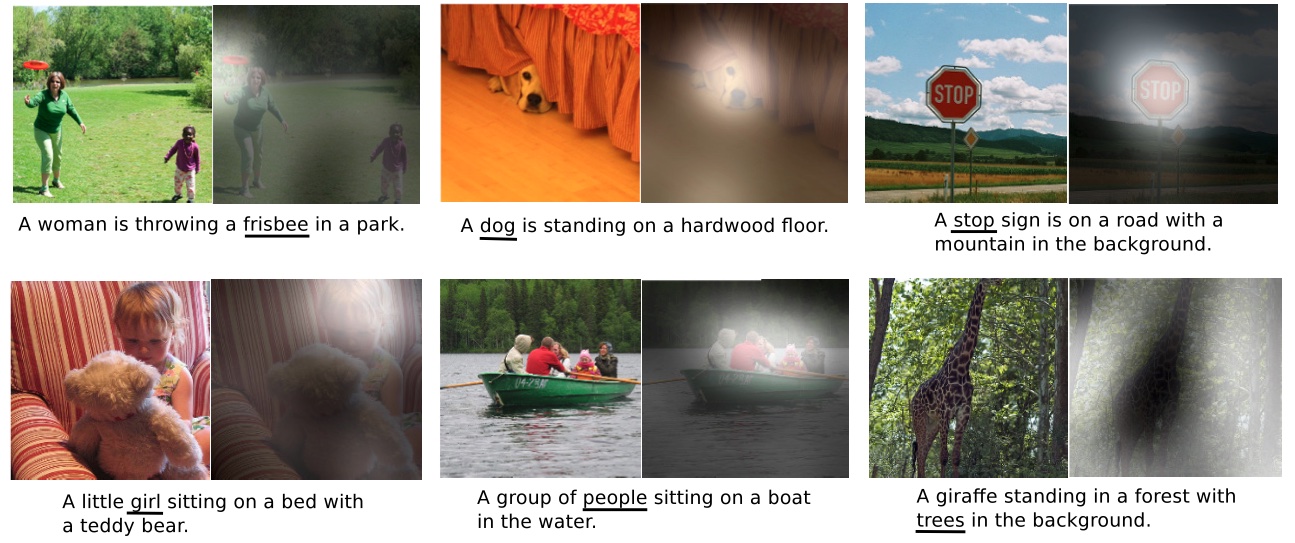 STOP
STOP
A woman is throwing a frisbee in a park.
A dog is standing on a hardwood floor.
A stop sign is on a road with a
mountain in the background.
A little girl sitting on a bed with
a teddy bear.
A group of people sitting on a boat
in the water.
A giraffe standing in a forest with
trees in the background.